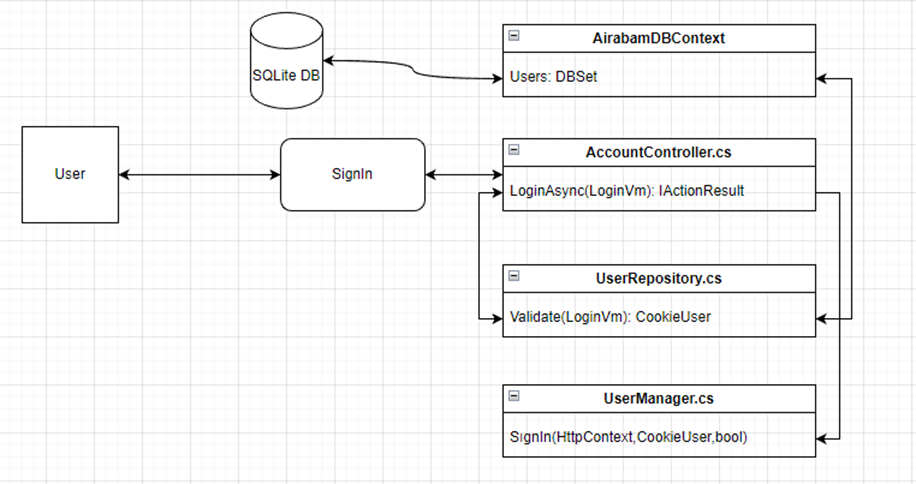 AirabamDBContext
SQLite DB
Users: DBSet
AccountController.cs
User
SignIn
LoginAsync(LoginVm): IActionResult
UserRepository.cs
Validate(LoginVm): CookieUser
UserManager.cs
SignIn(HttpContext,CookieUser,bool)